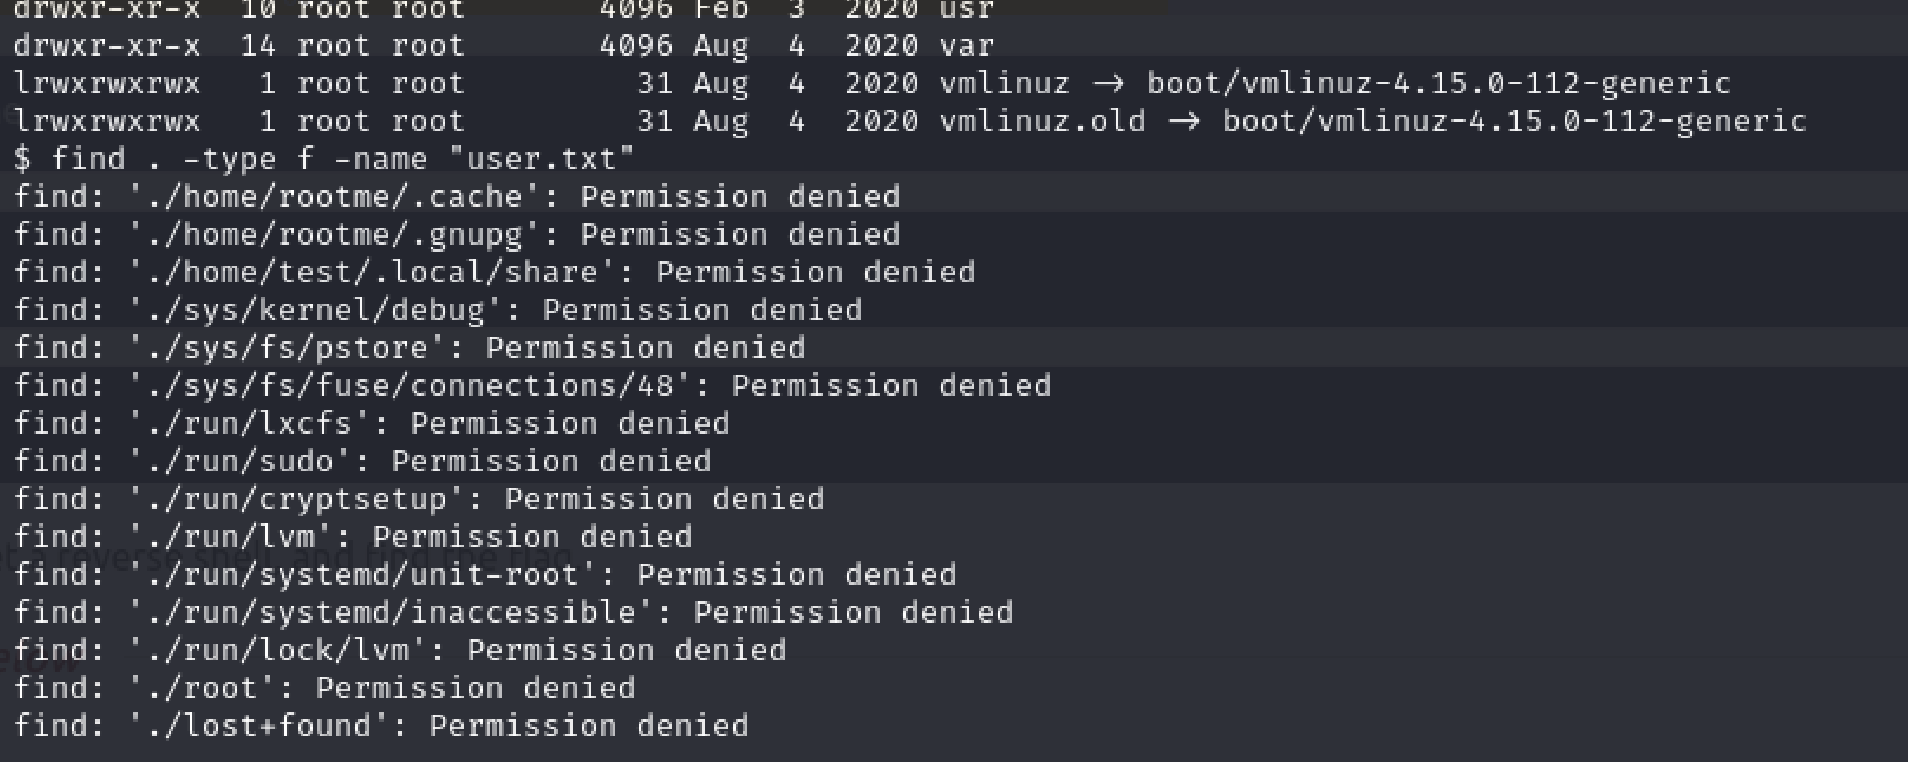 drwxr-xr-x  10 root root       4096 Feb  3  2020 usr
drwxr-xr-x  14 root root       4096 Aug  4  2020 var
lrwxrwxrwx   1 root root         31 Aug  4  2020 vmlinuz → boot/vmlinuz-4.15.0-112-generic
lrwxrwxrwx   1 root root         31 Aug  4  2020 vmlinuz.old → boot/vmlinuz-4.15.0-112-generic
$ find . -type f -name "user.txt"
find: './home/rootme/.cache': Permission denied
find: './home/rootme/.gnupg': Permission denied
find: './home/test/.local/share': Permission denied
find: './sys/kernel/debug': Permission denied
find: './sys/fs/pstore': Permission denied
find: './sys/fs/fuse/connections/48': Permission denied
find: './run/lxcfs': Permission denied
find: './run/sudo': Permission denied
find: './run/cryptsetup': Permission denied
find: './run/lvm': Permission denied
a reverse shell and find the flag.
find: './run/systemd/unit-root': Permission denied
find: './run/systemd/inaccessible': Permission denied
find: './run/lock/lvm': Permission denied
find: './root': Permission denied
find: './lost+found': Permission denied